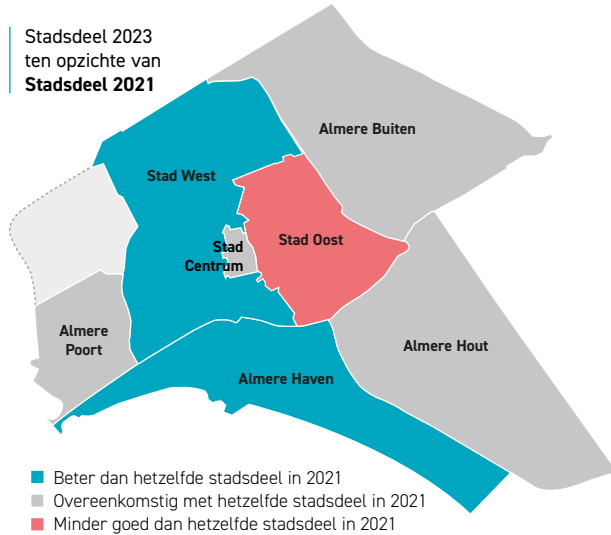 Stadsdeel 2023
ten opzichte van
Stadsdeel 2021
Almere Buiten
Stad West
Stad Oost
Stad
Centrum
Almere
Poort
Almere Hout
Almere Haven
Beter dan hetzelfde stadsdeel in 2021
Overeenkomstig met hetzelfde stadsdeel in 2021
Minder goed dan hetzelfde stadsdeel in 2021